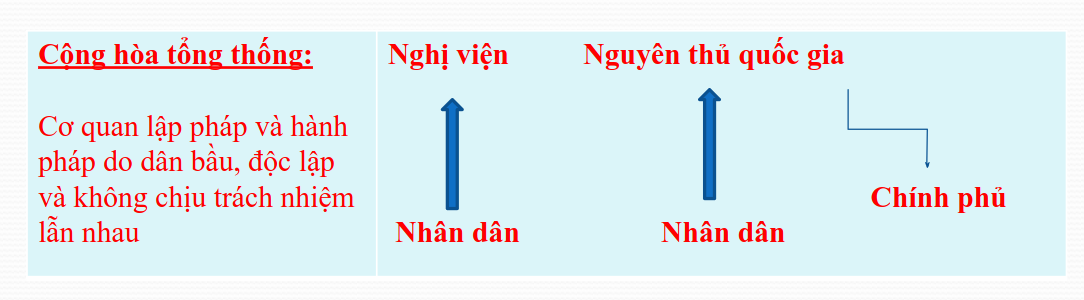 Cộng hòa tổng thống:
Cơ quan lập pháp và hành
pháp do dân bầu, độc lập
và không chịu trách nhiệm
lẫn nhau
Nghị viện
Nguyên thủ quốc gia
Chính phủ
Nhân dân
Nhân dân